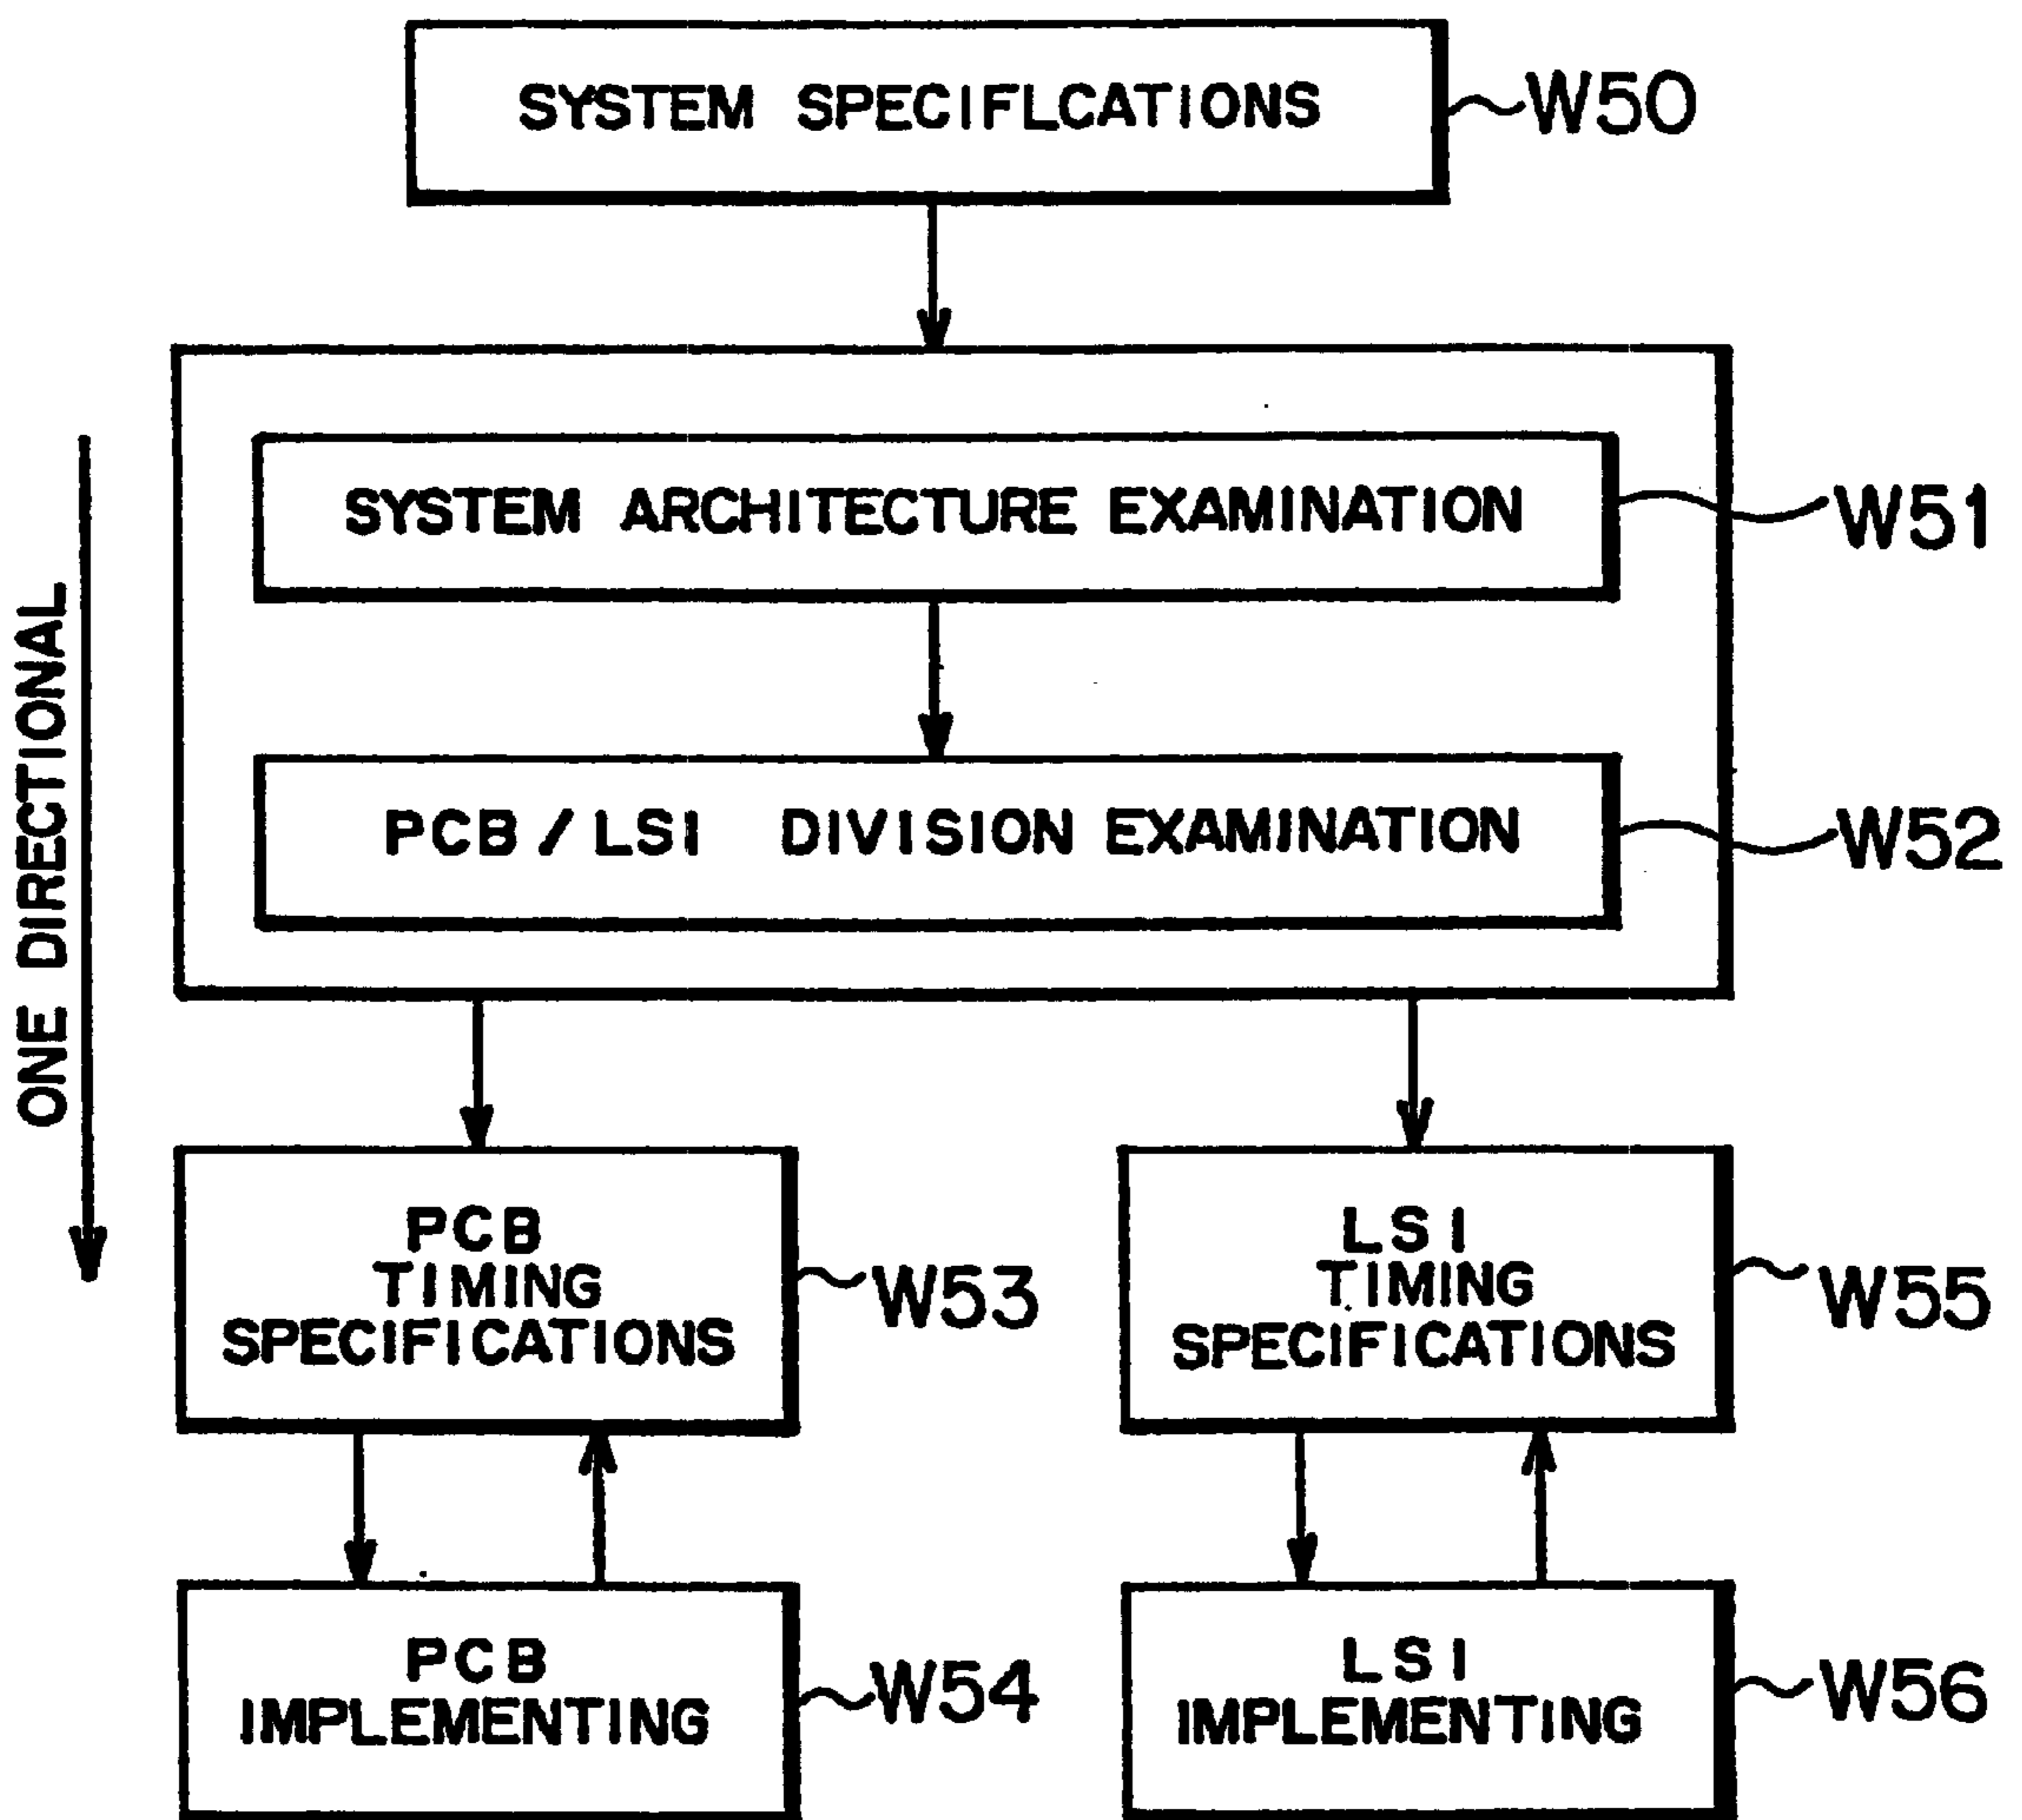 SYSTEM SPECIFLCATIONS
W50
SYSTEM ARCHITECTURE EXAMINATION
W51
ONE DIRECTIONAL
PCB/LSI DIVISION EXAMINATION
W52
PCB
TIMING
SPECIFICATIONS
W53
LSI
TIMING
SPECIFICATIONS
W55
PCB
IMPLEMENTING
W54
LSI
IMPLEMENTING
W56